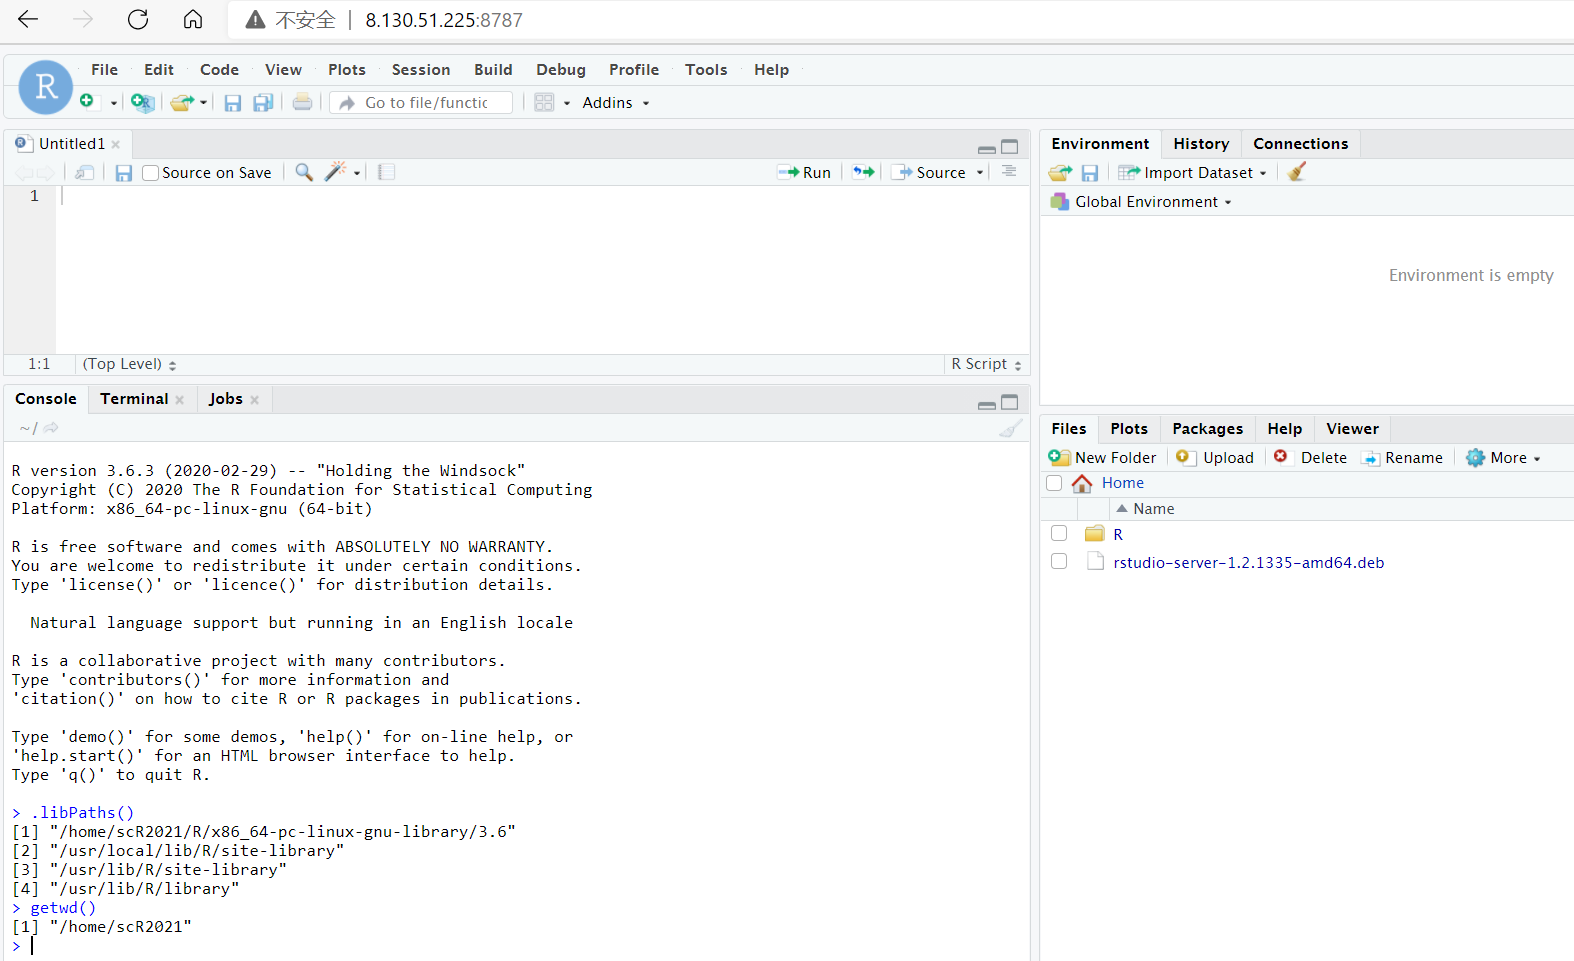 不安全 | 8.130.51.225:8787
R
File Edit Code View Plots Session Build Debug Profile Tools Help
R Go to file/functic Addins
Untitled1
Source on Save Run Source
1
1:1 (Top Level) R Script
Console Terminal Jobs
~/
R version 3.6.3 (2020-02-29) -- "Holding the Windsock"
Copyright (C) 2020 The R Foundation for Statistical Computing
Platform: x86_64-pc-linux-gnu (64-bit)
R is free software and comes with ABSOLUTELY NO WARRANTY.
You are welcome to redistribute it under certain conditions.
Type 'license()' or 'licence()' for distribution details.
Natural language support but running in an English locale
R is a collaborative project with many contributors.
Type 'contributors()' for more information and
'citation()' on how to cite R or R packages in publications.
Type 'demo()' for some demos, 'help()' for on-line help, or
'help.start()' for an HTML browser interface to help.
Type 'q()' to quit R.
> .libPaths()
[1] "/home/scR2021/R/x86_64-pc-linux-gnu-library/3.6"
[2] "/usr/local/lib/R/site-library"
[3] "/usr/lib/R/site-library"
[4] "/usr/lib/R/library"
> getwd()
[1] "/home/scR2021"
>
Environment History Connections
Import Dataset
Global Environment
Environment is empty
Files Plots Packages Help Viewer
New Folder Upload Delete Rename More
Home
Name
R
rstudio-server-1.2.1335-amd64.deb